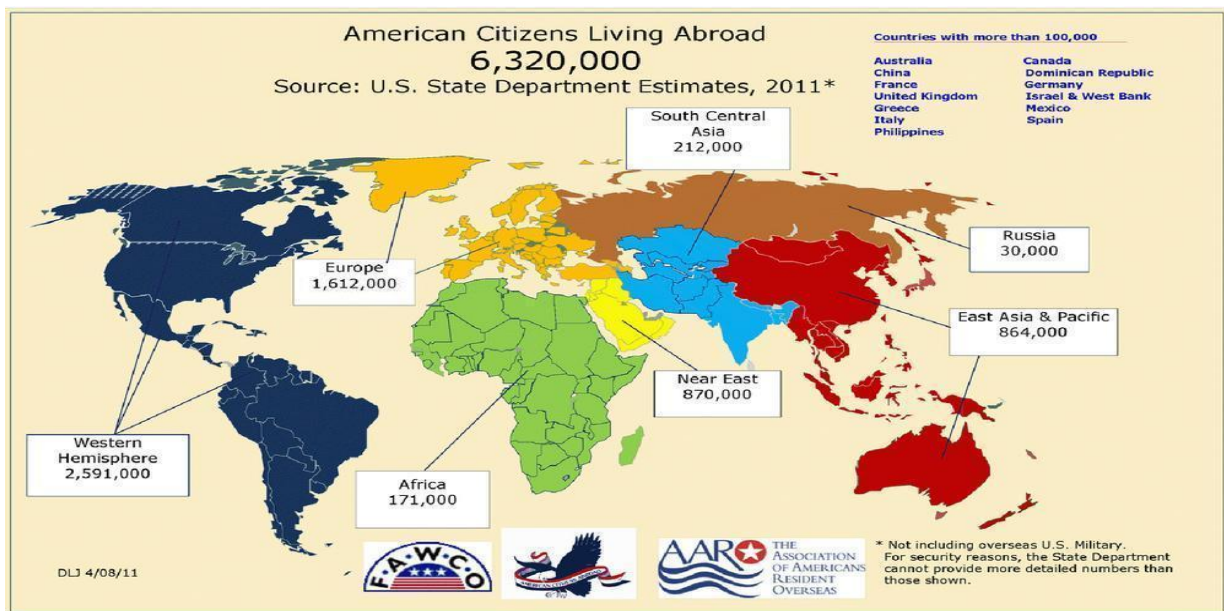 American Citizens Living Abroad
6,320,000
Source: U.S. State Department Estimates, 2011*
Countries with more than 100,000
Australia Canada
China Dominican Republic
France Germany
United Kingdom Israel & West Bank
Greece Mexico
Italy Spain
Philippines
South Central
Asia
212,000
Russia
30,000
Europe
1,612,000
East Asia & Pacific
864,000
Near East
870,000
Western
Hemisphere
2,591,000
Africa
171,000
F.A.W.C.O
AMERICAN CITIZENS ABROAD
AARO
THE
ASSOCIATION
OF AMERICANS
RESIDENT
OVERSEAS
* Not including overseas U.S. Military.
For security reasons, the State Department
cannot provide more detailed numbers than
those shown.
DLJ 4/08/11